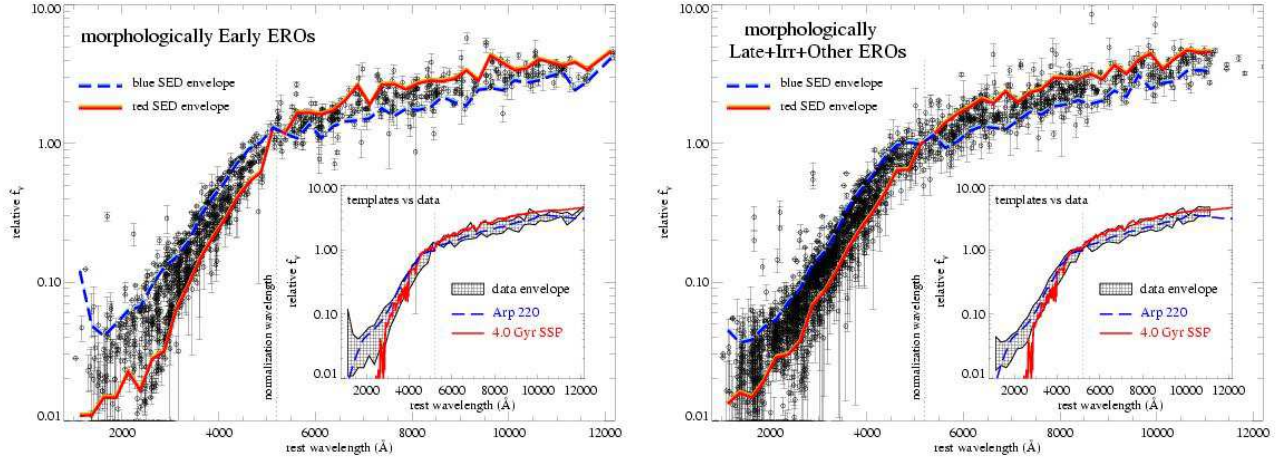 10.00
morphologically Early EROs
blue SED envelope
red SED envelope
1.00
relative fν
0.10
0.01
2000
4000
6000
8000
10000
12000
rest wavelength (Å)
normalization wavelength
10.00
templates vs data
1.00
relative fν
0.10
0.01
data envelope
Arp 220
4.0 Gyr SSP
2000
4000
6000
8000
10000
12000
rest wavelength (Å)
10.00
morphologically
Late+Irr+Other EROs
blue SED envelope
red SED envelope
1.00
relative fν
0.10
0.01
2000
4000
6000
8000
10000
12000
rest wavelength (Å)
normalization wavelength
10.00
templates vs data
1.00
relative fν
0.10
0.01
data envelope
Arp 220
4.0 Gyr SSP
2000
4000
6000
8000
10000
12000
rest wavelength (Å)